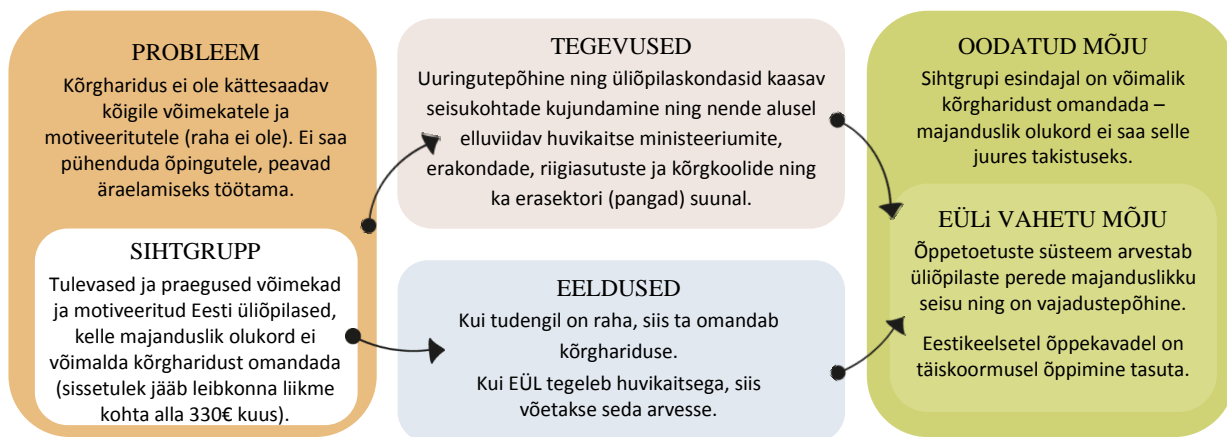 PROBLEEM
Kõrgharidus ei ole kättesaadav
kõigile võimekatele ja
motiveeritutele (raha ei ole). Ei saa
pühenduda õpingutele, peavad
äraelamiseks töötama.
SIHTGRUPP
Tulevased ja praegused võimekad
ja motiveeritud Eesti üliõpilased,
kelle majanduslik olukord ei
võimalda kõrgharidust omandada
(sissetulek jääb leibkonna liikme
kohta alla 330€ kuus).
TEGEVUSED
Uuringutepõhine ning üliõpilaskondasid kaasav
seisukohtade kujundamine ning nende alusel
elluviidav huvikaitse ministeeriumite,
erakondade, riigiasutuste ja kõrgkoolide ning
ka erasektori (pangad) suunal.
EELDUSED
Kui tudengil on raha, siis ta omandab
kõrghariduse.
Kui EÜL tegeleb huvikaitsega, siis
võetakse seda arvesse.
OODATUD MÕJU
Sihtgrupi esindajal on võimalik
kõrgharidust omandada –
majanduslik olukord ei saa selle
juures takistuseks.
EÜLi VAHETU MÕJU
Õppetoetuste süsteem arvestab
üliõpilaste perede majanduslikku
seisu ning on vajadustepõhine.
Eestikeelsetel õppekavadel on
täiskoormusel õppimine tasuta.